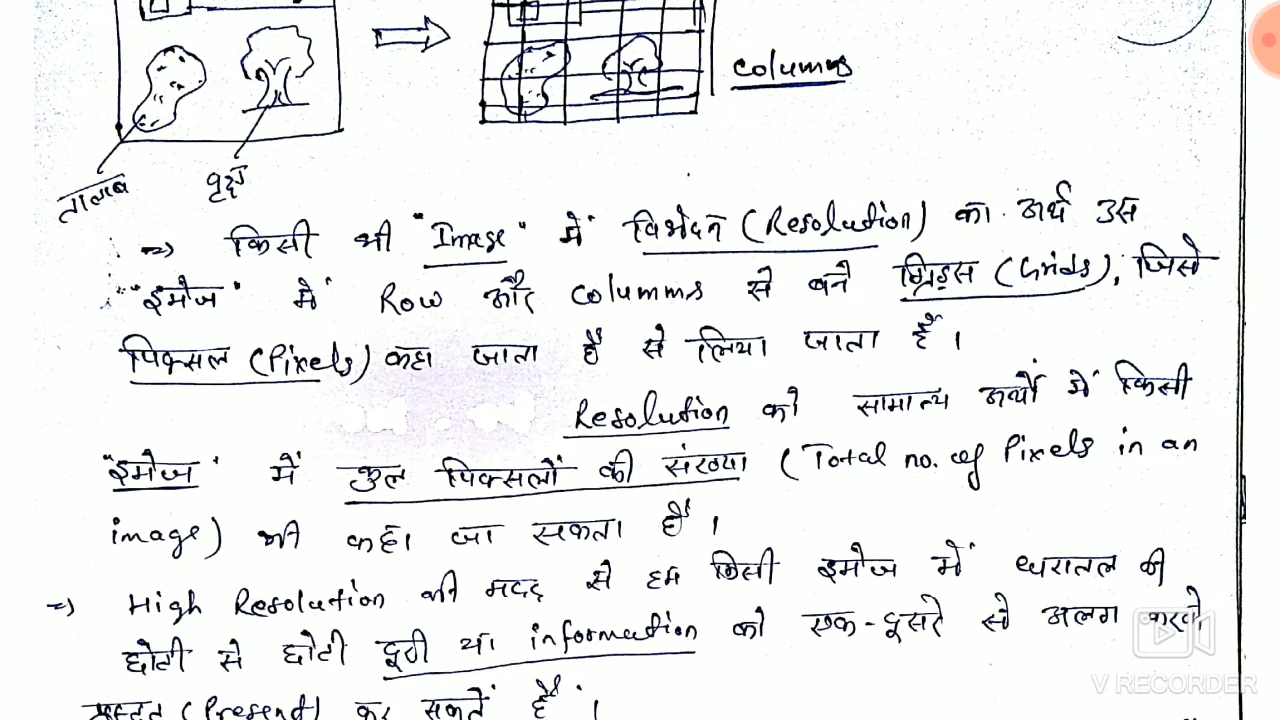 columns
तालाब
वृक्ष
=> किसी भी "Image" में विभेदन (Resolution) का अर्थ उस
"इमेज" में Row और columns से बने ग्रिड्स (Grids), जिसे
पिक्सल (Pixels) कहा जाता है से लिया जाता है।
Resolution को सामान्य अर्थों में किसी
"इमेज" में कुल पिक्सलों की संख्या (Total no. of Pixels in an
image) भी कहा जा सकता है।
=> High Resolution की मदद से हम किसी इमेज में धरातल की
छोटी से छोटी दूरी या information को एक-दूसरे से अलग करके
प्रस्तुत (Present) कर सकते हैं।
V RECORDER